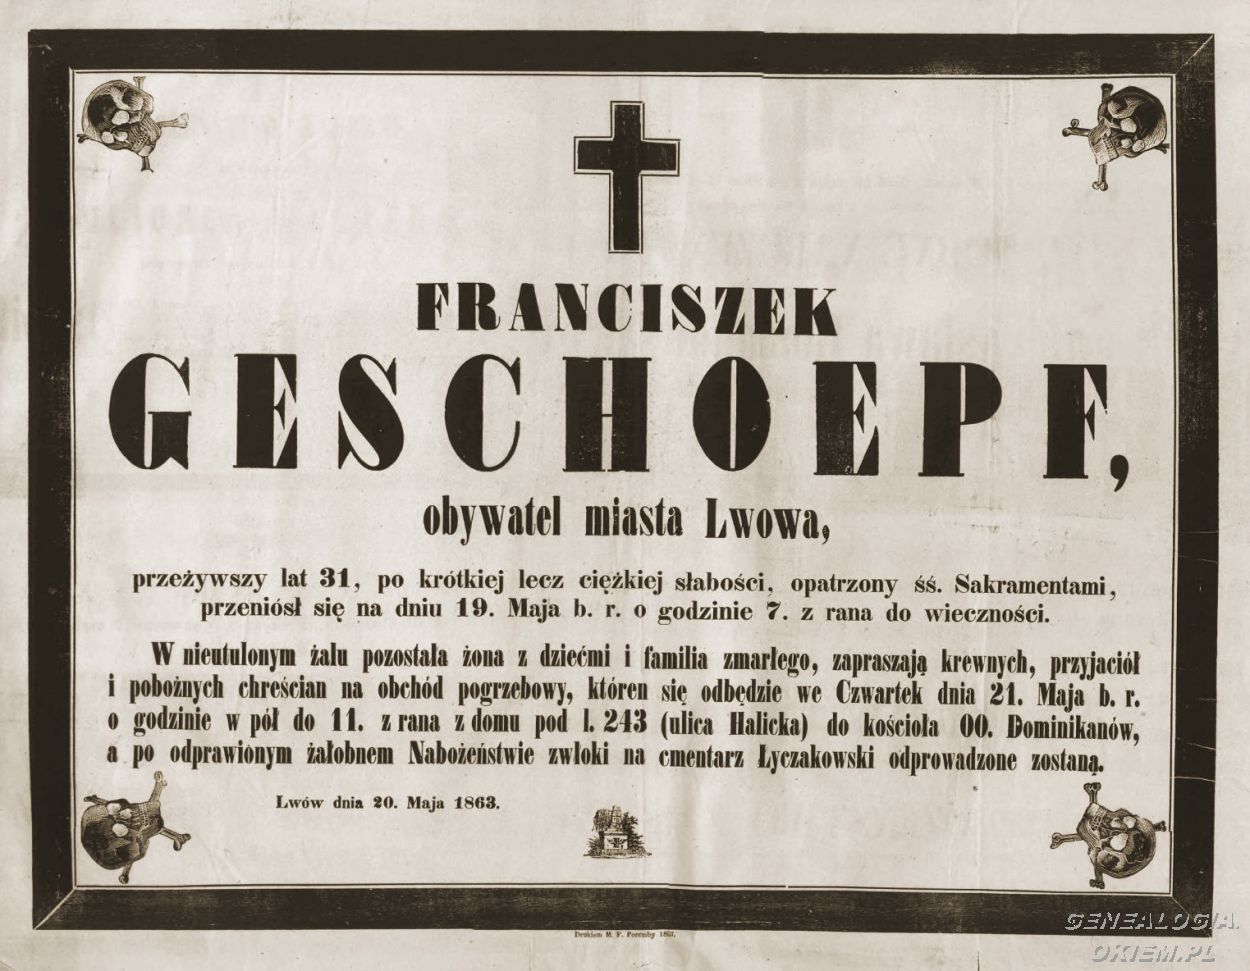 FRANCISZEK
GESCHOEPF,
obywatel miasta Lwowa,
przeżywszy lat 31, po krótkiej lecz ciężkiej słabości, opatrzony śś. Sakramentami,
przeniósł się na dniu 19. Maja b. r. o godzinie 7. z rana do wieczności.
W nieutulonym żalu pozostała żona z dziećmi i familia zmarłego, zapraszają krewnych, przyjaciół
i pobożnych chreścian na obchód pogrzebowy, któren się odbędzie we Czwartek dnia 21. Maja b. r.
o godzinie w pół do 11. z rana z domu pod l. 243 (ulica Halicka) do kościoła OO. Dominikanów,
a po odprawionym żałobnem Nabożeństwie zwłoki na cmentarz Łyczakowski odprowadzone zostaną.
Lwów dnia 20. Maja 1863.
Drukiem M. F. Poremby 1863.
GENEALOGIA
OKIEM.PL